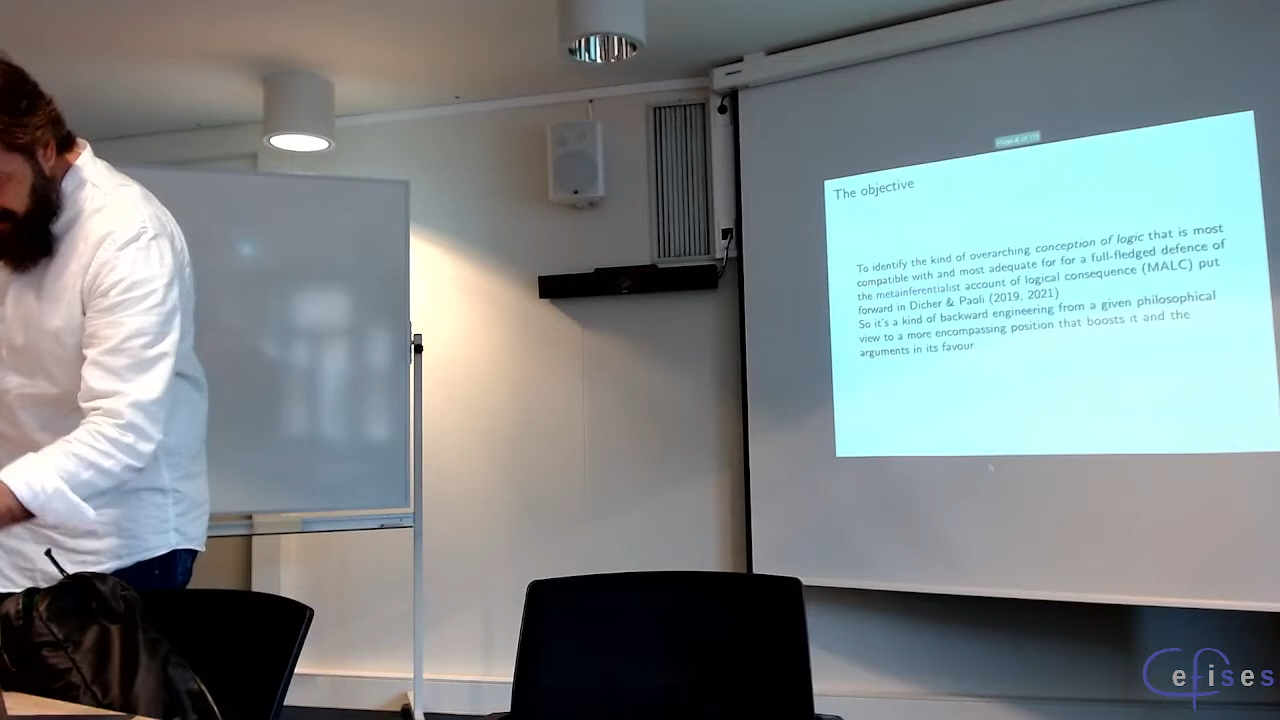 The objective
To identify the kind of overarching conception of logic that is most
compatible with and most adequate for for a full-fledged defence of
the metainferentialist account of logical consequence (MALC) put
forward in Dicher & Paoli (2019, 2021)
So it's a kind of backward engineering from a given philosophical
view to a more encompassing position that boosts it and the
arguments in its favour.
Cefises